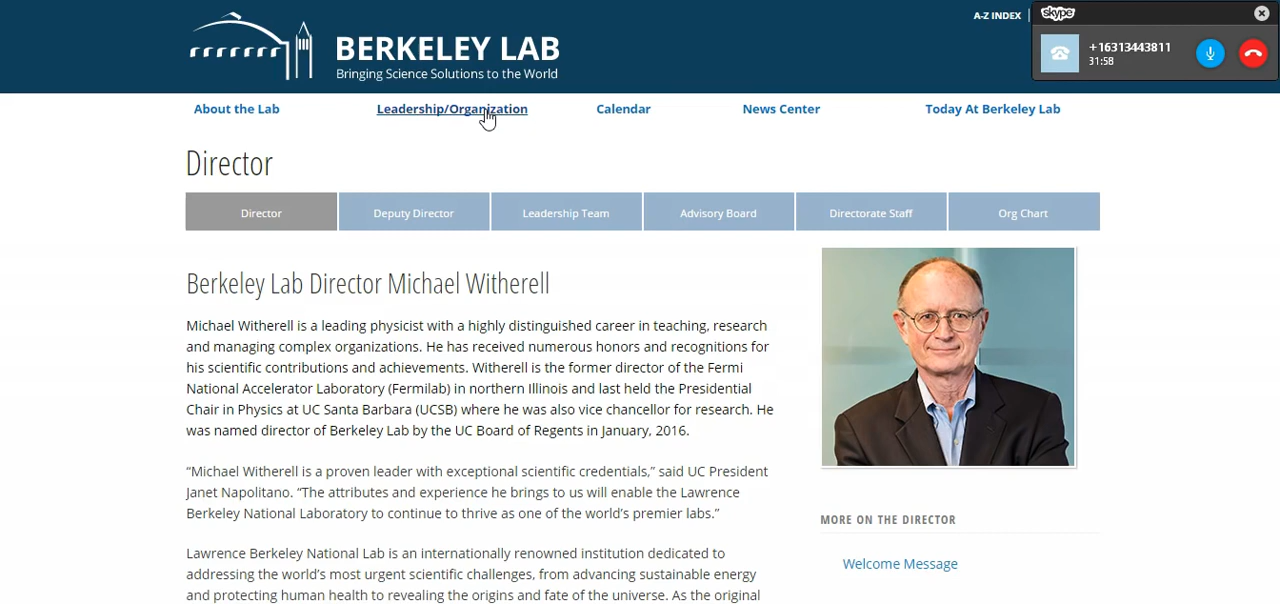 A-Z INDEX
skype
+16313443811
31:58
BERKELEY LAB
Bringing Science Solutions to the World
About the Lab
Leadership/Organization
Calendar
News Center
Today At Berkeley Lab
Director
Director
Deputy Director
Leadership Team
Advisory Board
Directorate Staff
Org Chart
Berkeley Lab Director Michael Witherell
Michael Witherell is a leading physicist with a highly distinguished career in teaching, research
and managing complex organizations. He has received numerous honors and recognitions for
his scientific contributions and achievements. Witherell is the former director of the Fermi
National Accelerator Laboratory (Fermilab) in northern Illinois and last held the Presidential
Chair in Physics at UC Santa Barbara (UCSB) where he was also vice chancellor for research. He
was named director of Berkeley Lab by the UC Board of Regents in January, 2016.
“Michael Witherell is a proven leader with exceptional scientific credentials,” said UC President
Janet Napolitano. “The attributes and experience he brings to us will enable the Lawrence
Berkeley National Laboratory to continue to thrive as one of the world’s premier labs.”
Lawrence Berkeley National Lab is an internationally renowned institution dedicated to
addressing the world’s most urgent scientific challenges, from advancing sustainable energy
and protecting human health to revealing the origins and fate of the universe. As the original
MORE ON THE DIRECTOR
Welcome Message